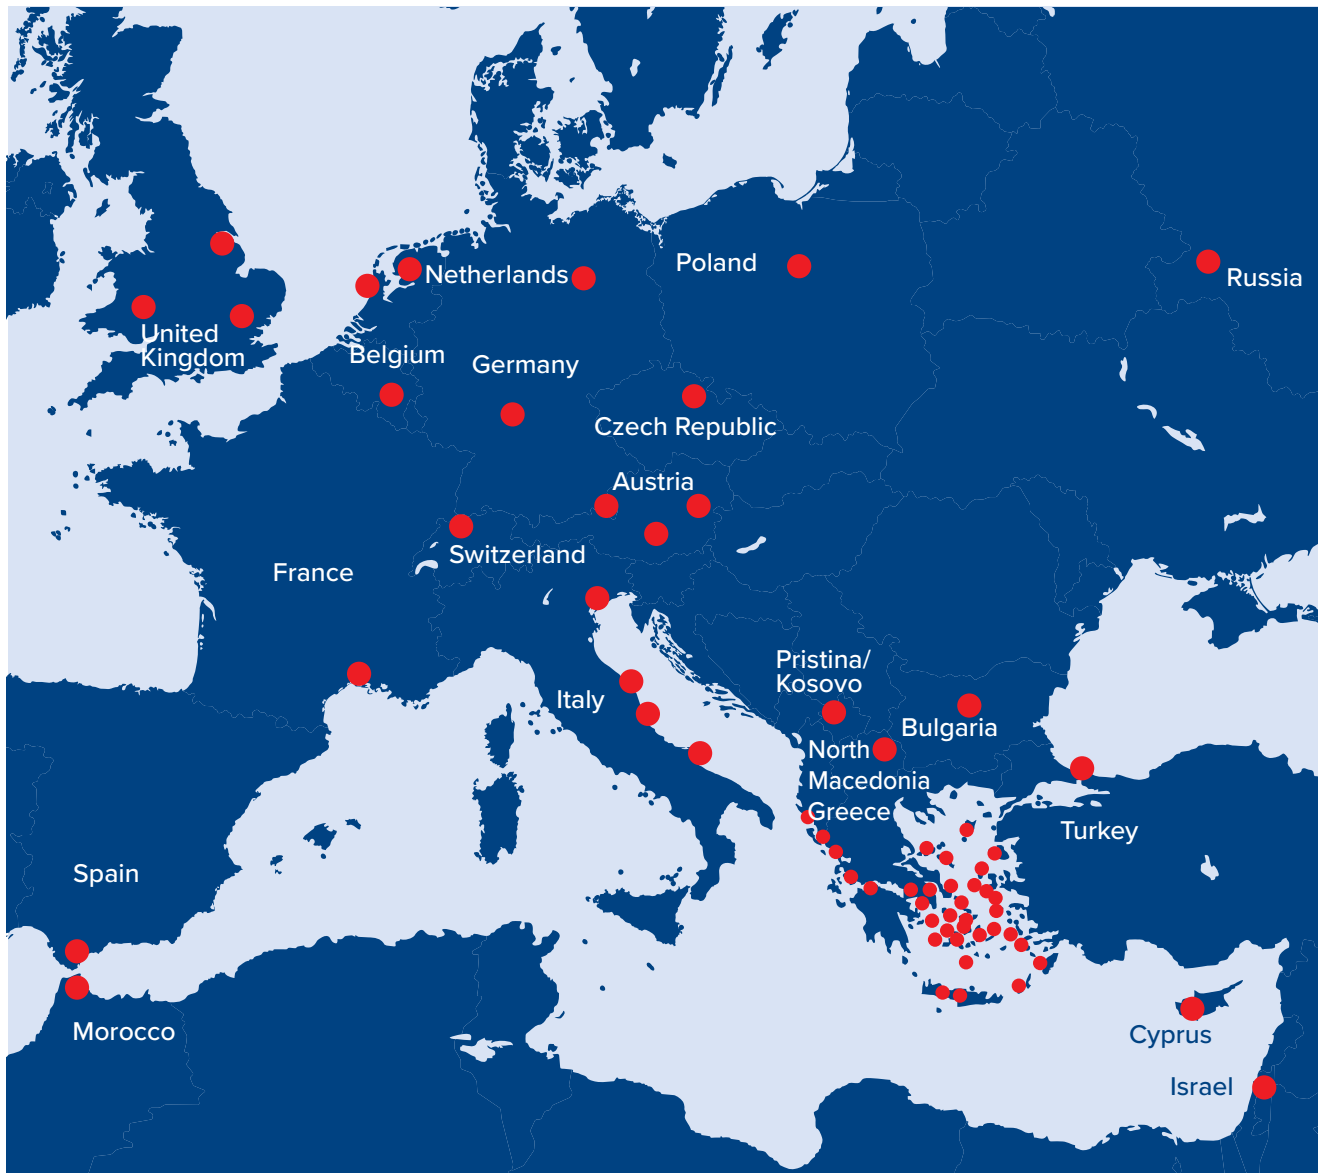 Poland
Netherlands
Russia
United
Kingdom
Belgium
Germany
Czech Republic
Austria
Switzerland
France
Pristina/
Kosovo
Italy
Bulgaria
North
Macedonia
Greece
Turkey
Spain
Morocco
Cyprus
Israel